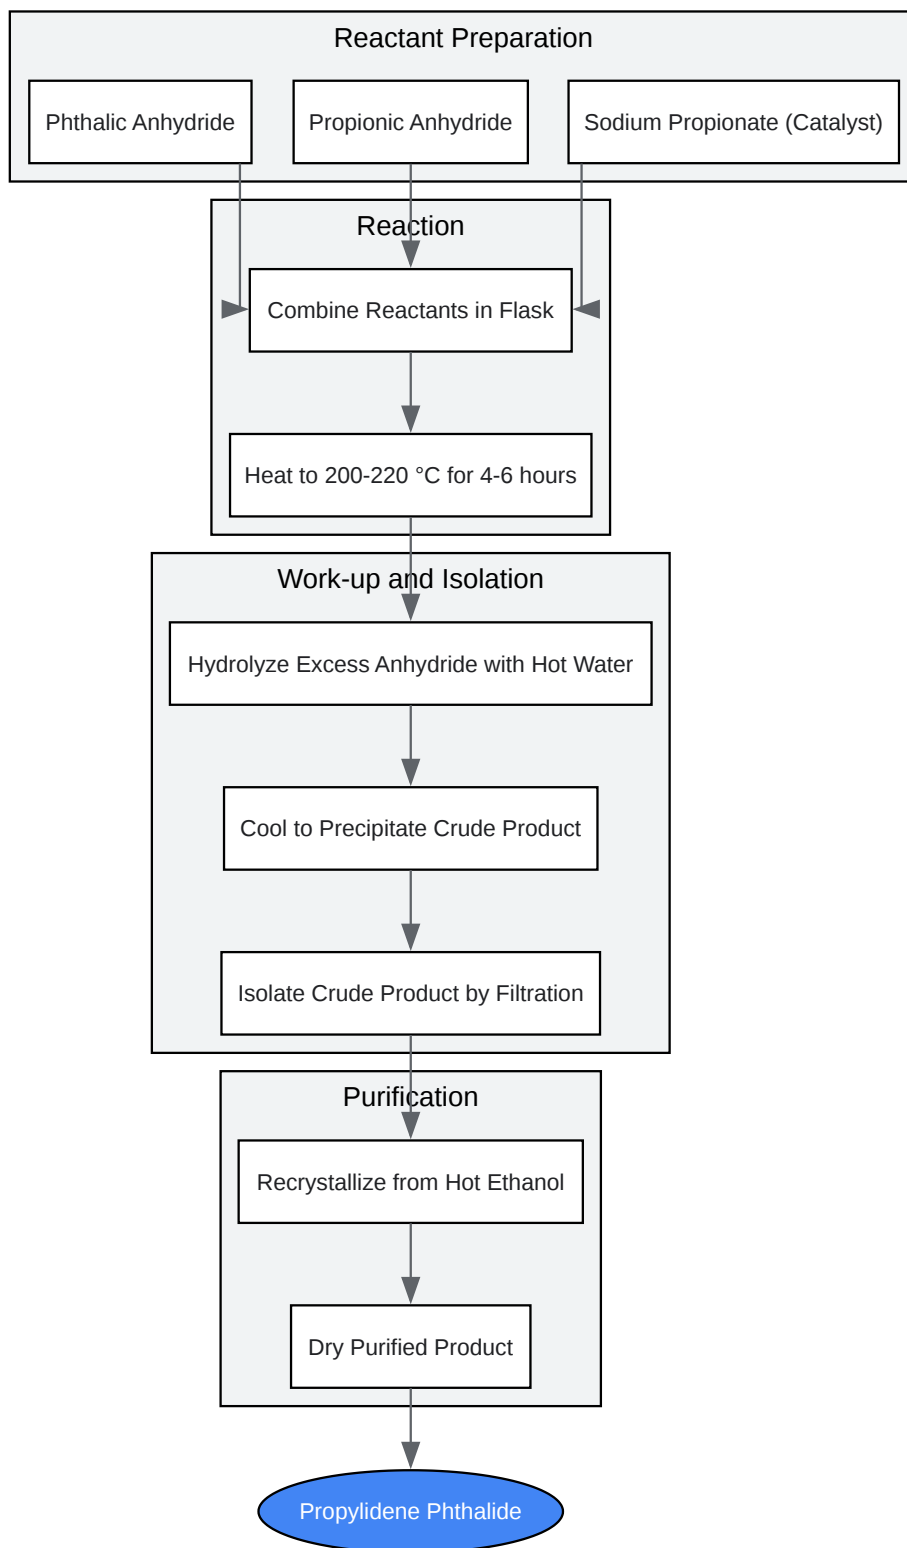 Reactant Preparation
Phthalic Anhydride
Propionic Anhydride
Sodium Propionate (Catalyst)
Reaction
Combine Reactants in Flask
Heat to 200-220 °C for 4-6 hours
Work-up and Isolation
Hydrolyze Excess Anhydride with Hot Water
Cool to Precipitate Crude Product
Isolate Crude Product by Filtration
Purification
Recrystallize from Hot Ethanol
Dry Purified Product
Propylidene Phthalide